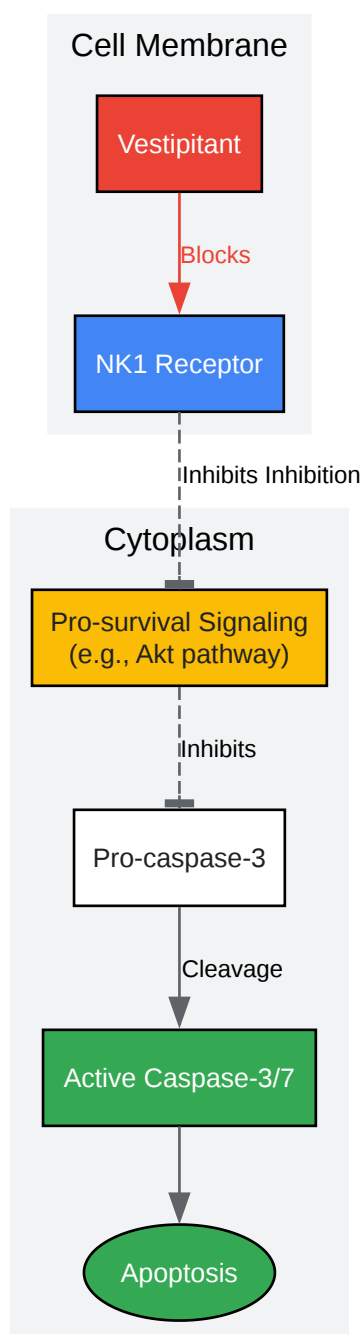 Cell Membrane
Vestipitant
Blocks
NK1 Receptor
Inhibits Inhibition
Cytoplasm
Pro-survival Signaling
(e.g., Akt pathway)
Inhibits
Pro-caspase-3
Cleavage
Active Caspase-3/7
Apoptosis